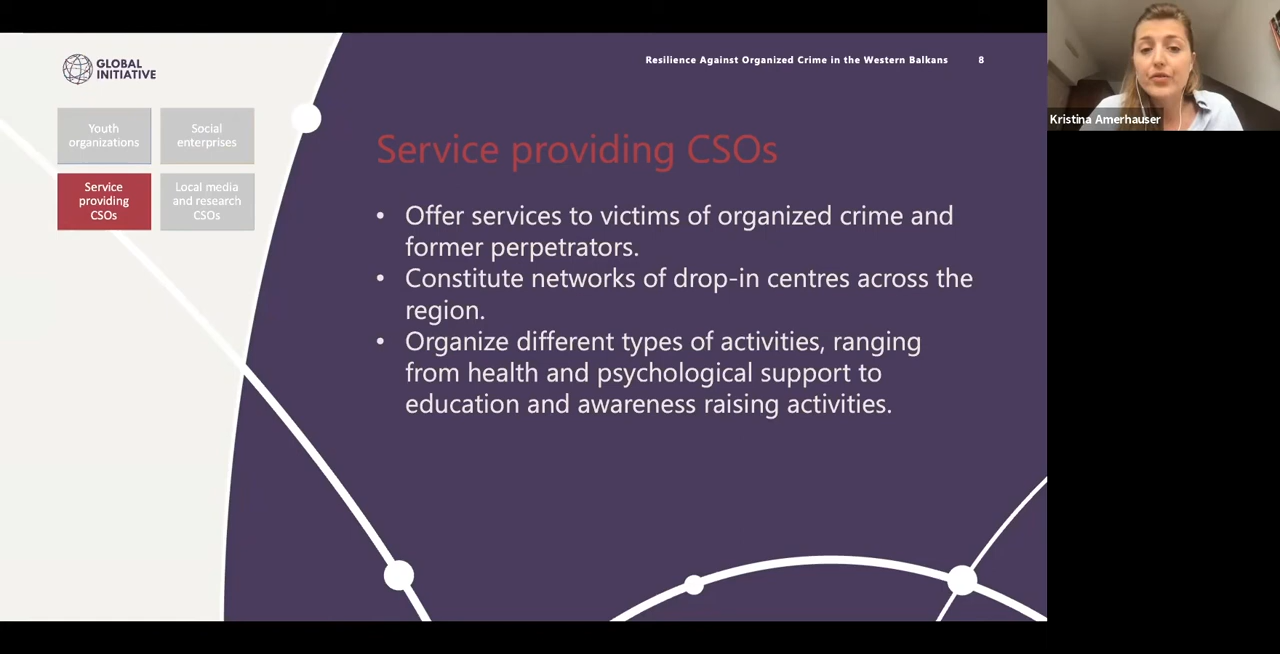 GLOBAL
INITIATIVE
Resilience Against Organized Crime in the Western Balkans 8
Kristina Amerhauser
Youth
organizations
Social
enterprises
Service
providing
CSOs
Local media
and research
CSOs
Service providing CSOs
• Offer services to victims of organized crime and
former perpetrators.
• Constitute networks of drop-in centres across the
region.
• Organize different types of activities, ranging
from health and psychological support to
education and awareness raising activities.